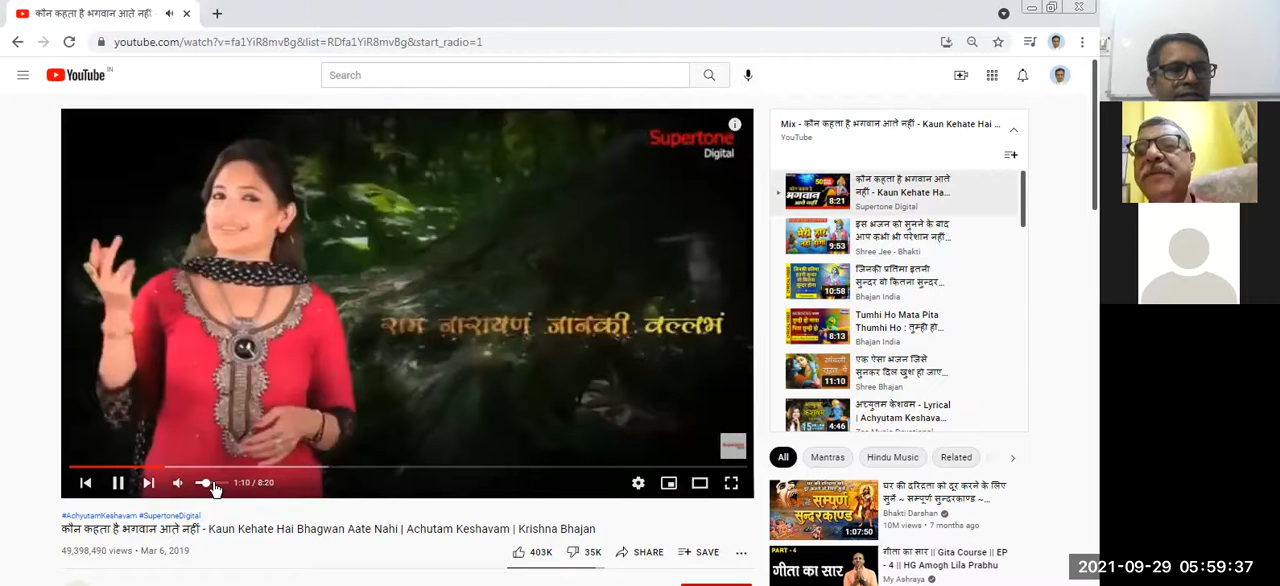 कौन कहता है भगवान आते नहीं
youtube.com/watch?v=fa1YiR8mvBg&list=RDfa1YiR8mvBg&start_radio=1
YouTube IN
Search
Supertone
Digital
राम नारायणं जानकी वल्लभं
1:10 / 8:20
#AchyutamKeshavam #SupertoneDigital
कौन कहता है भगवान आते नहीं - Kaun Kehate Hai Bhagwan Aate Nahi | Achutam Keshavam | Krishna Bhajan
49,398,490 views • Mar 6, 2019
403K
35K
SHARE
SAVE
Mix - कौन कहता है भगवान आते नहीं - Kaun Kehate Hai ...
YouTube
भगवान
8:21
कौन कहता है भगवान आते
नहीं - Kaun Kehate Ha...
Supertone Digital
9:53
इस भजन को सुनने के बाद
आप कभी भी परेशान नहीं...
Shree Jee - Bhakti
10:58
जिनकी प्रतिमा इतनी
सुन्दर वो कितना सुन्दर...
Bhajan India
8:13
Tumhi Ho Mata Pita
Thumhi Ho : तुम्ही हो...
Bhajan India
11:10
एक ऐसा भजन जिसे
सुनकर दिल खुश हो जाए...
Shree Bhajan
4:46
अच्युतम केशवम - Lyrical
| Achyutam Keshava...
All
Mantras
Hindu Music
Related
सम्पूर्ण
सुन्दरकाण्ड
1:07:50
घर की दरिद्रता को दूर करने के लिए
सुनें ~ सम्पूर्ण सुन्दरकाण्ड ~...
Bhakti Darshan
10M views • 7 months ago
PART - 4
गीता का सार
गीता का सार || Gita Course || EP
- 4 || HG Amogh Lila Prabhu
My Ashraya
2021-09-29 05:59:37